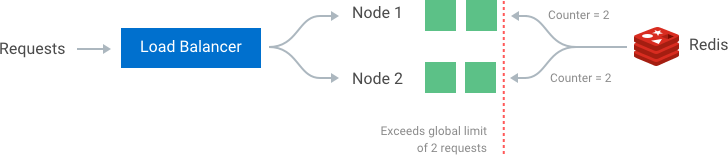 Requests
Load Balancer
Node 1
Node 2
Counter = 2
Counter = 2
Redis
Exceeds global limit
of 2 requests